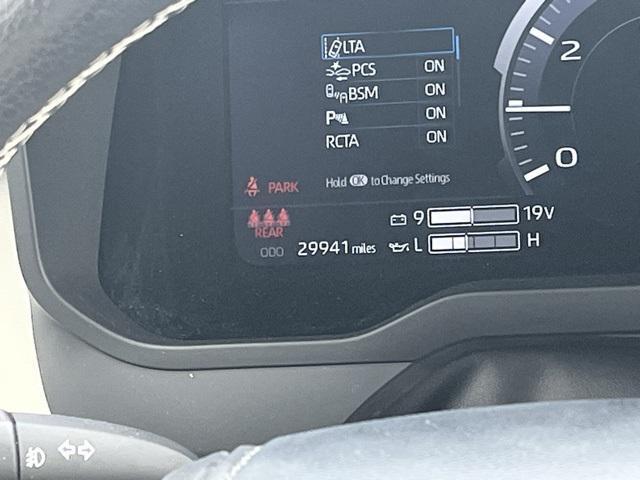 LTA
PCS ON
BSM ON
P ON
RCTA ON
Hold OK to Change Settings
PARK
REAR
ODO 29941 miles
9 19V
L H
2
0